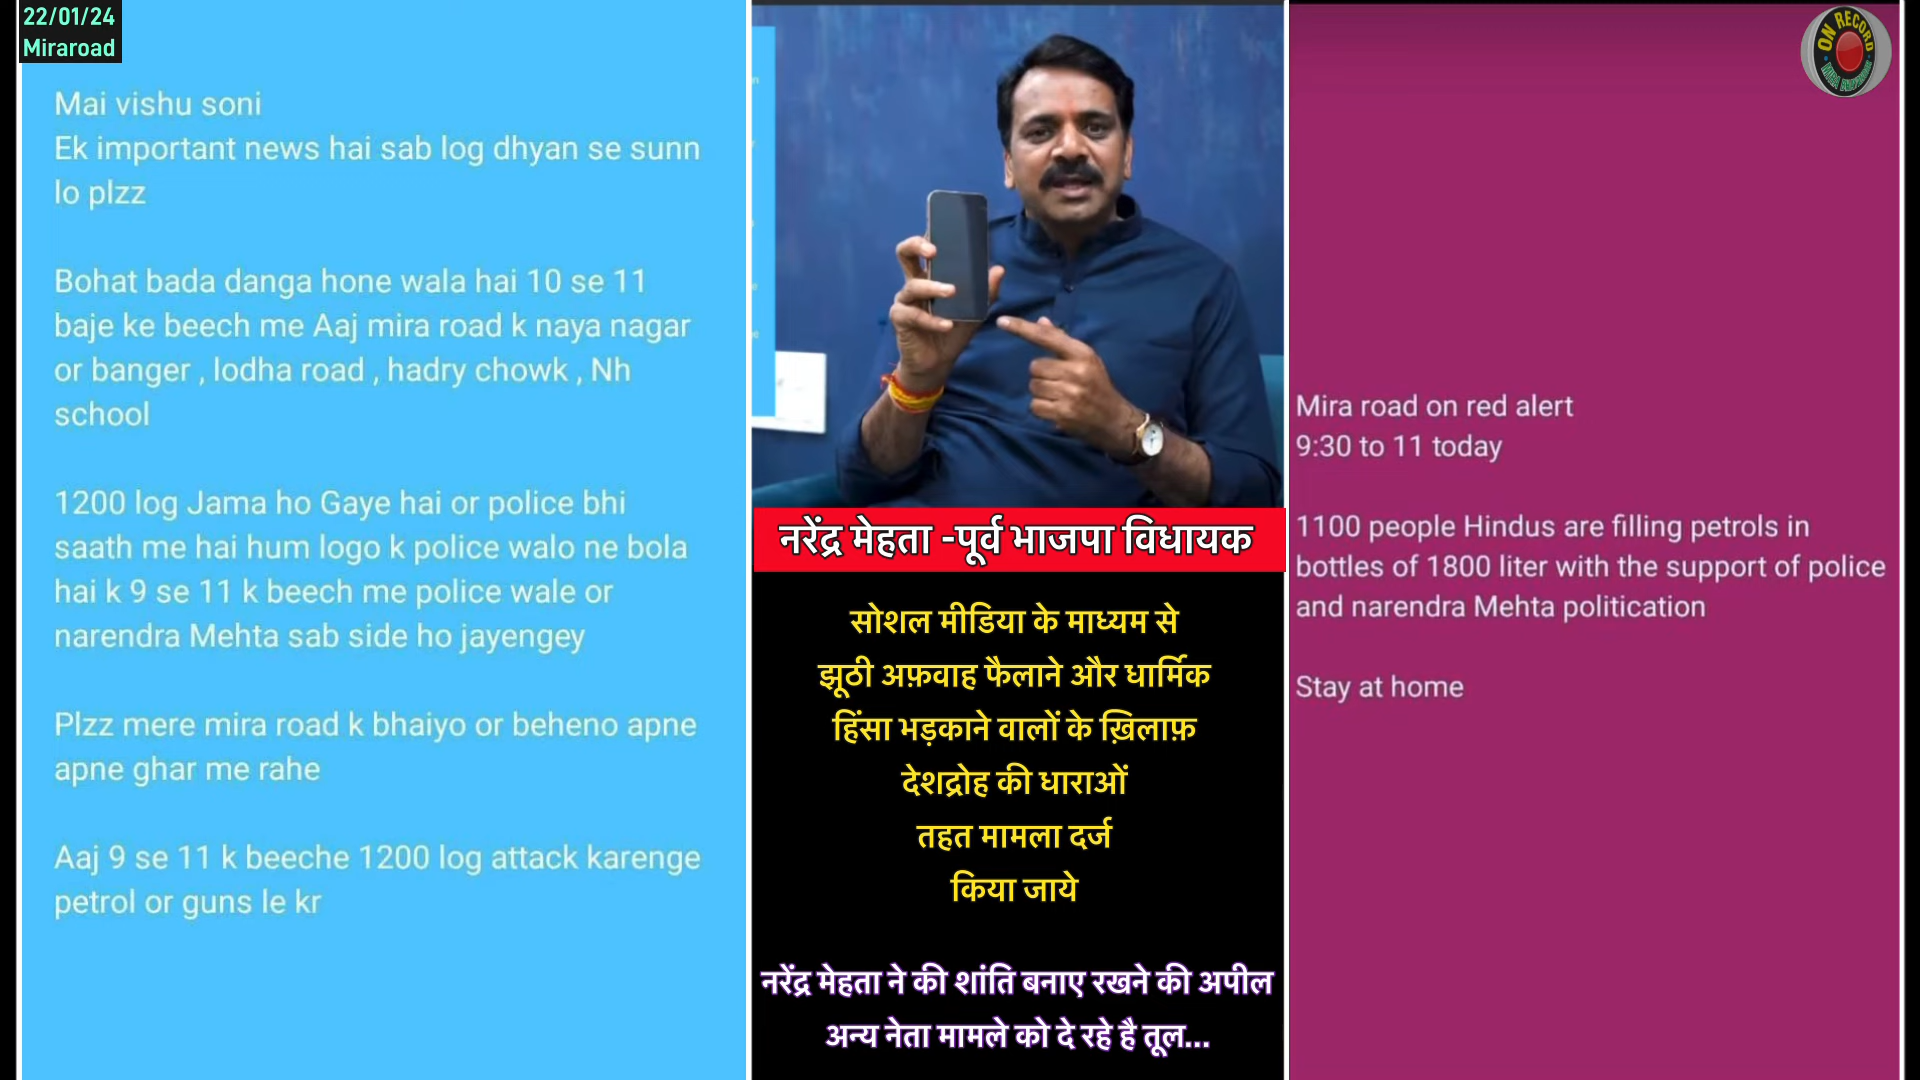 22/01/24
Miraroad
Mai vishu soni
Ek important news hai sab log dhyan se sunn
lo plzz
Bohat bada danga hone wala hai 10 se 11
baje ke beech me Aaj mira road k naya nagar
or banger , lodha road , hadry chowk , Nh
school
1200 log Jama ho Gaye hai or police bhi
saath me hai hum logo k police walo ne bola
hai k 9 se 11 k beech me police wale or
narendra Mehta sab side ho jayengey
Plzz mere mira road k bhaiyo or beheno apne
apne ghar me rahe
Aaj 9 se 11 k beeche 1200 log attack karenge
petrol or guns le kr
नरेंद्र मेहता -पूर्व भाजपा विधायक
सोशल मीडिया के माध्यम से
झूठी अफ़वाह फैलाने और धार्मिक
हिंसा भड़काने वालों के ख़िलाफ़
देशद्रोह की धाराओं
तहत मामला दर्ज
किया जाये
नरेंद्र मेहता ने की शांति बनाए रखने की अपील
अन्य नेता मामले को दे रहे है तूल...
ON RECORD
Mira road on red alert
9:30 to 11 today
1100 people Hindus are filling petrols in
bottles of 1800 liter with the support of police
and narendra Mehta politication
Stay at home